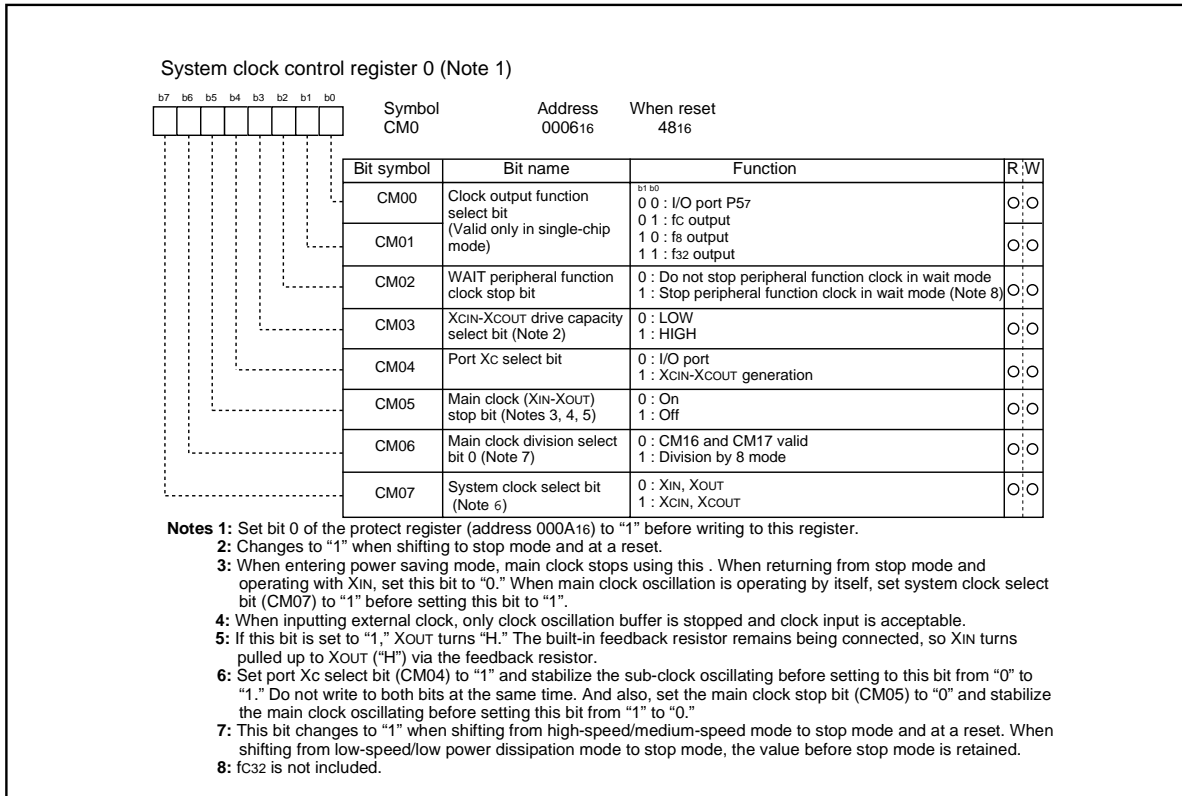 System clock control register 0 (Note 1)
b7 b6 b5 b4 b3 b2 b1 b0
Symbol Address When reset
CM0 000616 4816
Bit symbol Bit name Function R W
CM00 Clock output function select bit (Valid only in single-chip mode)
b1 b0
0 0 : I/O port P57
0 1 : fC output
1 0 : f8 output
1 1 : f32 output
CM01
CM02 WAIT peripheral function clock stop bit
0 : Do not stop peripheral function clock in wait mode
1 : Stop peripheral function clock in wait mode (Note 8)
CM03 XCIN-XCOUT drive capacity select bit (Note 2)
0 : LOW
1 : HIGH
CM04 Port XC select bit
0 : I/O port
1 : XCIN-XCOUT generation
CM05 Main clock (XIN-XOUT) stop bit (Notes 3, 4, 5)
0 : On
1 : Off
CM06 Main clock division select bit 0 (Note 7)
0 : CM16 and CM17 valid
1 : Division by 8 mode
CM07 System clock select bit (Note 6)
0 : XIN, XOUT
1 : XCIN, XCOUT
Notes 1: Set bit 0 of the protect register (address 000A16) to “1” before writing to this register.
2: Changes to “1” when shifting to stop mode and at a reset.
3: When entering power saving mode, main clock stops using this . When returning from stop mode and
operating with XIN, set this bit to “0.” When main clock oscillation is operating by itself, set system clock select
bit (CM07) to “1” before setting this bit to “1”.
4: When inputting external clock, only clock oscillation buffer is stopped and clock input is acceptable.
5: If this bit is set to “1,” XOUT turns “H.” The built-in feedback resistor remains being connected, so XIN turns
pulled up to XOUT (“H”) via the feedback resistor.
6: Set port Xc select bit (CM04) to “1” and stabilize the sub-clock oscillating before setting to this bit from “0” to
“1.” Do not write to both bits at the same time. And also, set the main clock stop bit (CM05) to “0” and stabilize
the main clock oscillating before setting this bit from “1” to “0.”
7: This bit changes to “1” when shifting from high-speed/medium-speed mode to stop mode and at a reset. When
shifting from low-speed/low power dissipation mode to stop mode, the value before stop mode is retained.
8: fC32 is not included.